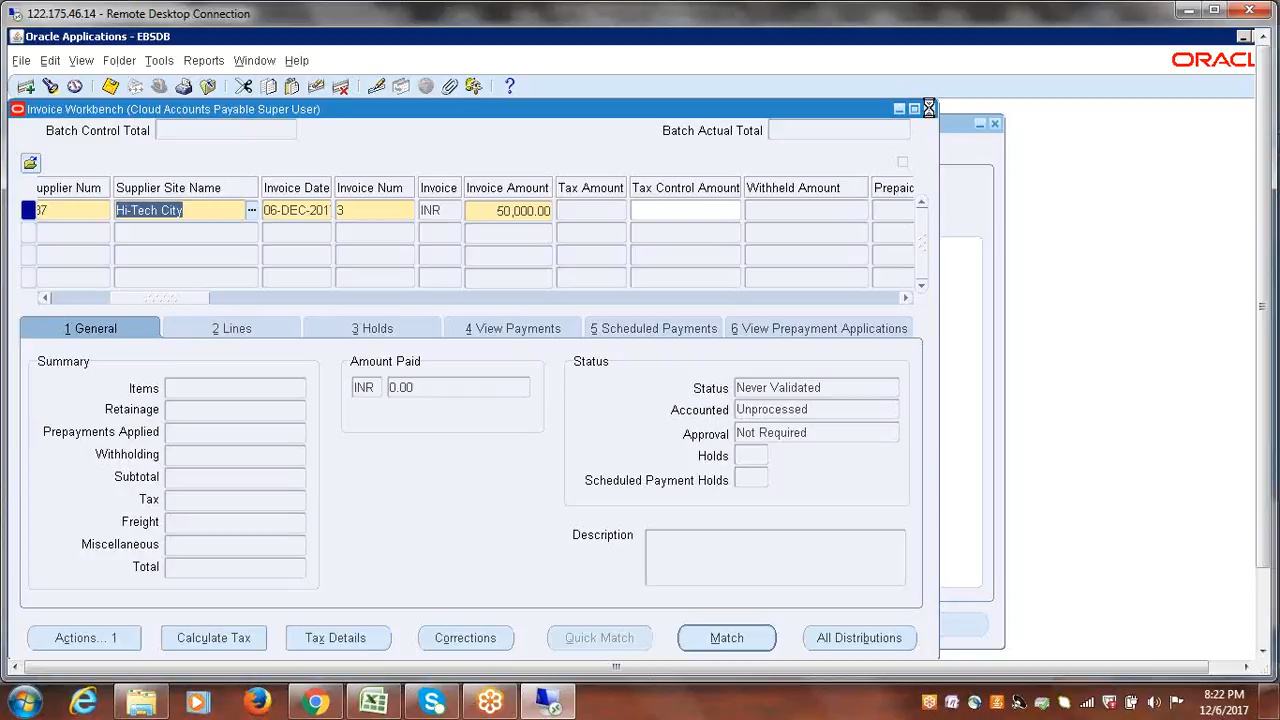 122.175.46.14 - Remote Desktop Connection
Oracle Applications - EBSDB
File Edit View Folder Tools Reports Window Help
ORACL
Invoice Workbench (Cloud Accounts Payable Super User)
Batch Control Total
Batch Actual Total
upplier Num Supplier Site Name Invoice Date Invoice Num Invoice Invoice Amount Tax Amount Tax Control Amount Withheld Amount Prepaid
37 Hi-Tech City ... 06-DEC-201 3 INR 50,000.00
1 General 2 Lines 3 Holds 4 View Payments 5 Scheduled Payments 6 View Prepayment Applications
Summary
Items
Retainage
Prepayments Applied
Withholding
Subtotal
Tax
Freight
Miscellaneous
Total
Amount Paid
INR 0.00
Status
Status Never Validated
Accounted Unprocessed
Approval Not Required
Holds
Scheduled Payment Holds
Description
Actions... 1 Calculate Tax Tax Details Corrections Quick Match Match All Distributions
8:22 PM
12/6/2017